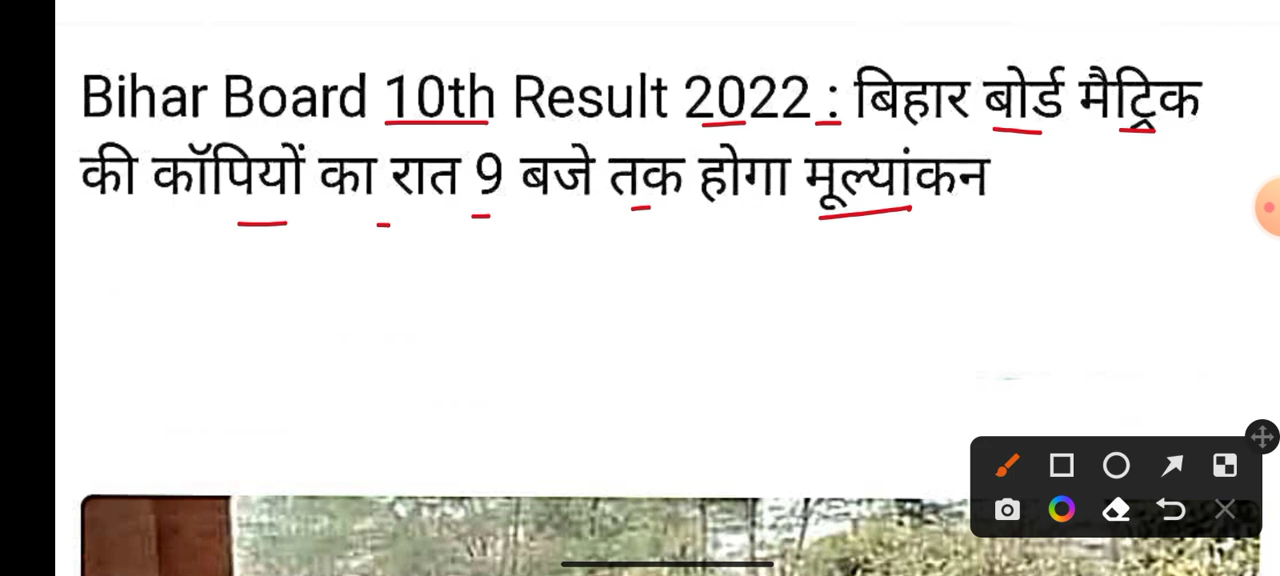 Bihar Board 10th Result 2022 : बिहार बोर्ड मैट्रिक
की कॉपियों का रात 9 बजे तक होगा मूल्यांकन